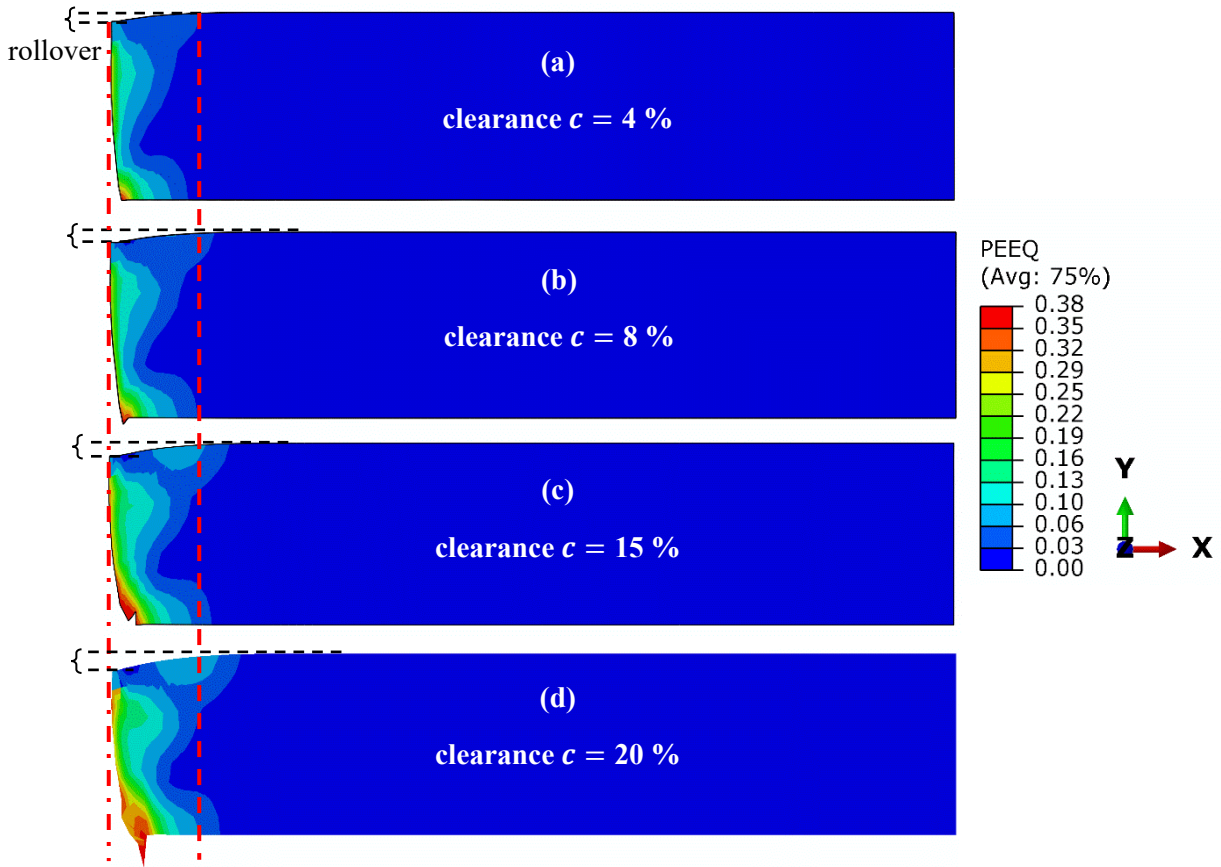 {
rollover
(a)
clearance c = 4 %
{
(b)
clearance c = 8 %
{
(c)
clearance c = 15 %
{
(d)
clearance c = 20 %
PEEQ
(Avg: 75%)
0.38
0.35
0.32
0.29
0.25
0.22
0.19
0.16
0.13
0.10
0.06
0.03
0.00
Y
Z
X